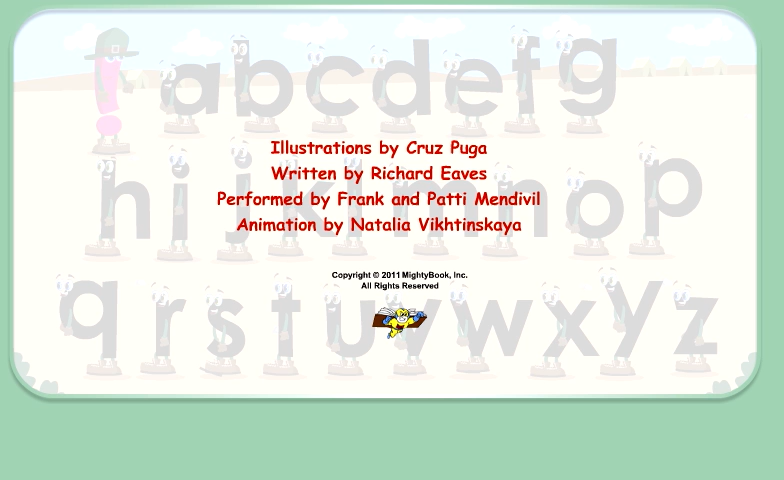 ! a b c d e f g
Illustrations by Cruz Puga
Written by Richard Eaves
Performed by Frank and Patti Mendivil
Animation by Natalia Vikhtinskaya
h i j k l m n o p
Copyright © 2011 MightyBook, Inc.
All Rights Reserved
q r s t u v w x y z